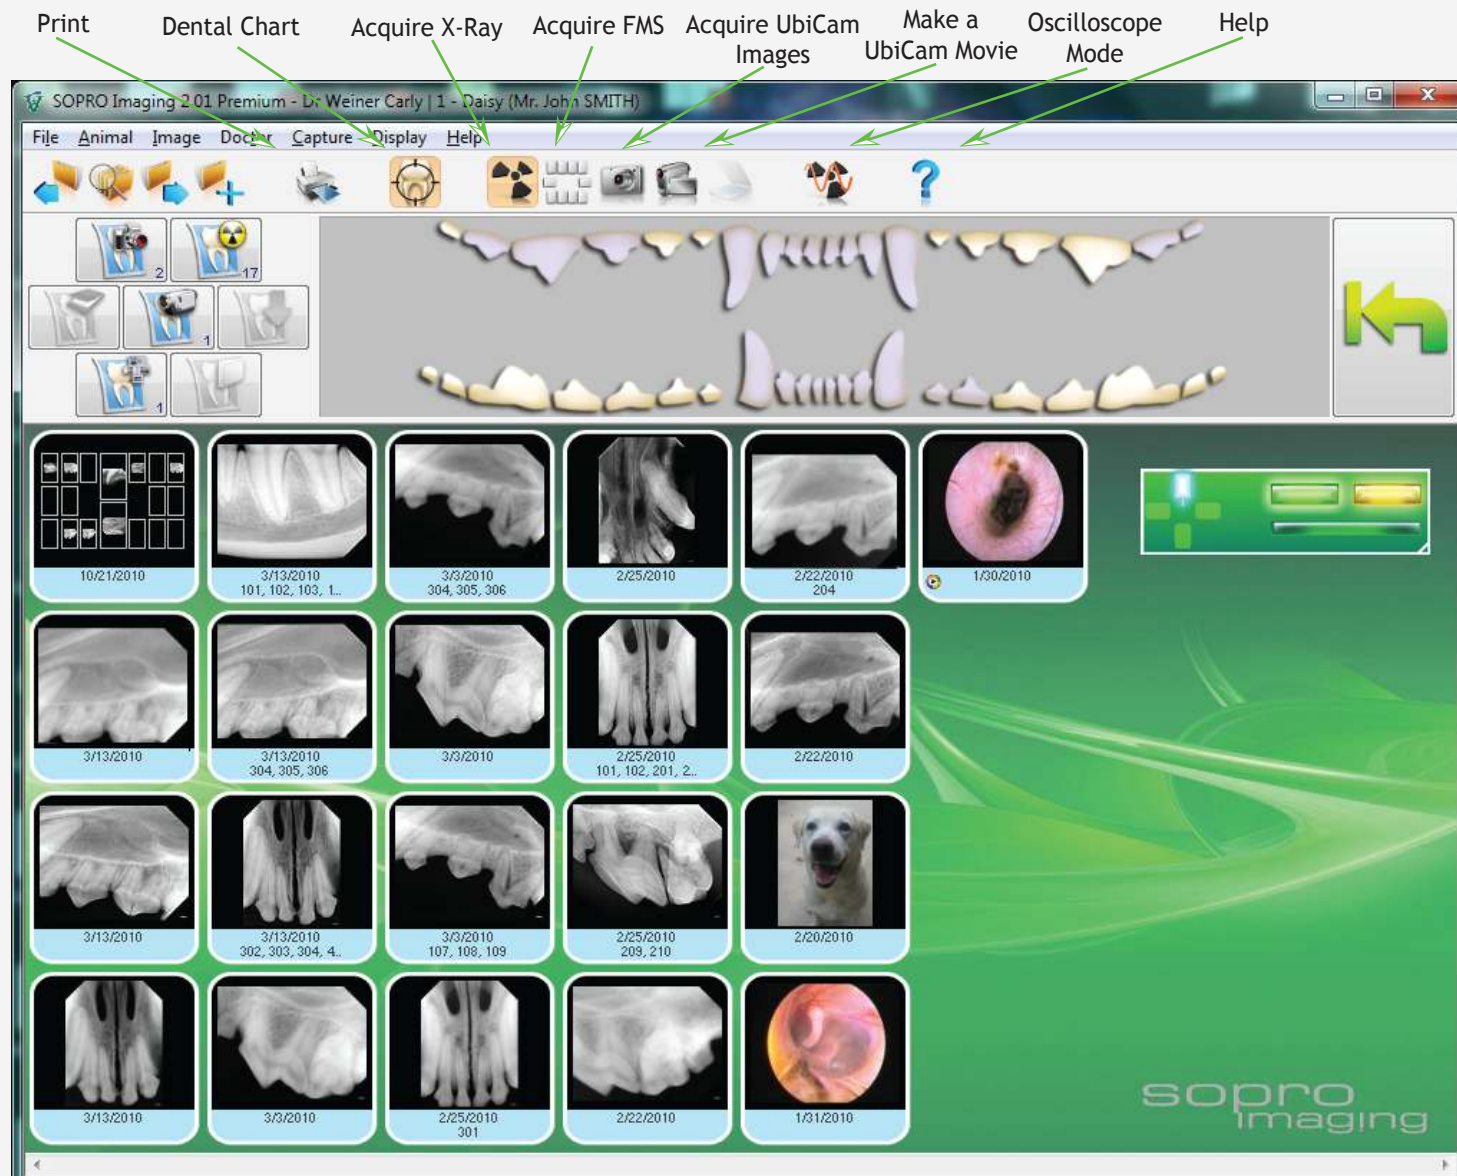 Print
Dental Chart
Acquire X-Ray
Acquire FMS
Acquire UbiCam
Images
Make a
UbiCam Movie
Oscilloscope
Mode
Help
SOPRO Imaging 2.01 Premium - Dr Weiner Carly | 1 - Daisy (Mr. John SMITH)
File Animal Image Doctor Capture Display Help
2
17
1
1
10/21/2010
3/13/2010
101, 102, 103, 1..
3/3/2010
304, 305, 306
2/25/2010
2/22/2010
204
1/30/2010
3/13/2010
3/13/2010
304, 305, 306
3/3/2010
2/25/2010
101, 102, 201, 2..
2/22/2010
3/13/2010
3/13/2010
302, 303, 304, 4..
3/3/2010
107, 108, 109
2/25/2010
209, 210
2/20/2010
3/13/2010
3/3/2010
2/25/2010
301
2/22/2010
1/31/2010
sopro
imaging